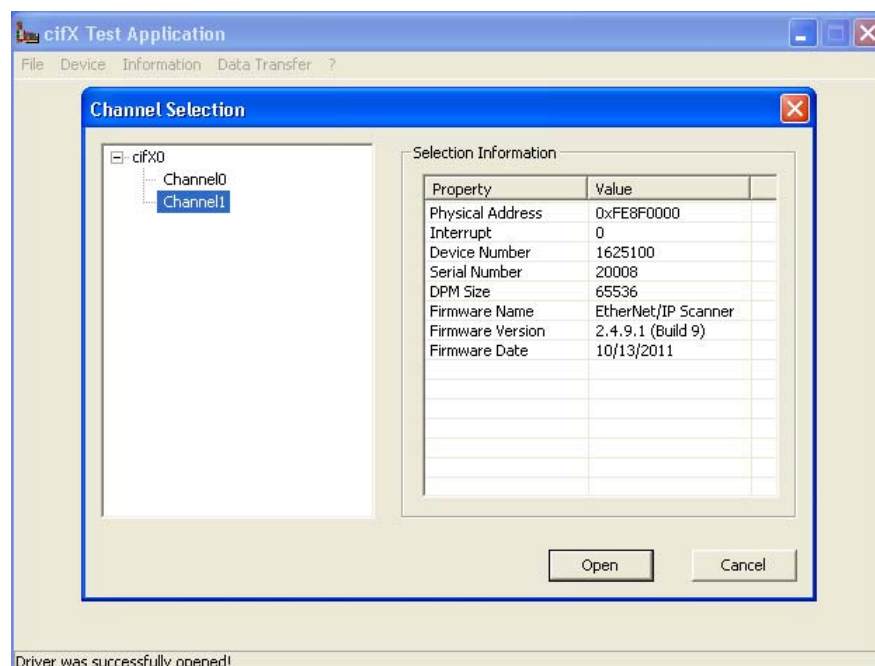 cifX Test Application
File Device Information Data Transfer ?
Channel Selection
cifX0
Channel0
Channel1
Selection Information
Property Value
Physical Address 0xFE8F0000
Interrupt 0
Device Number 1625100
Serial Number 20008
DPM Size 65536
Firmware Name EtherNet/IP Scanner
Firmware Version 2.4.9.1 (Build 9)
Firmware Date 10/13/2011
Open Cancel
Driver was successfully opened!